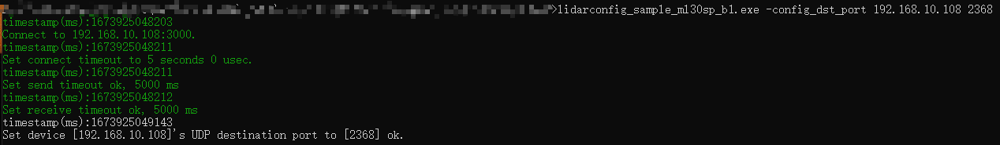 >lidarconfig_sample_ml30sp_b1.exe -config_dst_port 192.168.10.108 2368
timestamp(ms):1673925048203
Connect to 192.168.10.108:3000.
timestamp(ms):1673925048211
Set connect timeout to 5 seconds 0 usec.
timestamp(ms):1673925048211
Set send timeout ok, 5000 ms
timestamp(ms):1673925048212
Set receive timeout ok, 5000 ms
timestamp(ms):1673925049143
Set device [192.168.10.108]'s UDP destination port to [2368] ok.